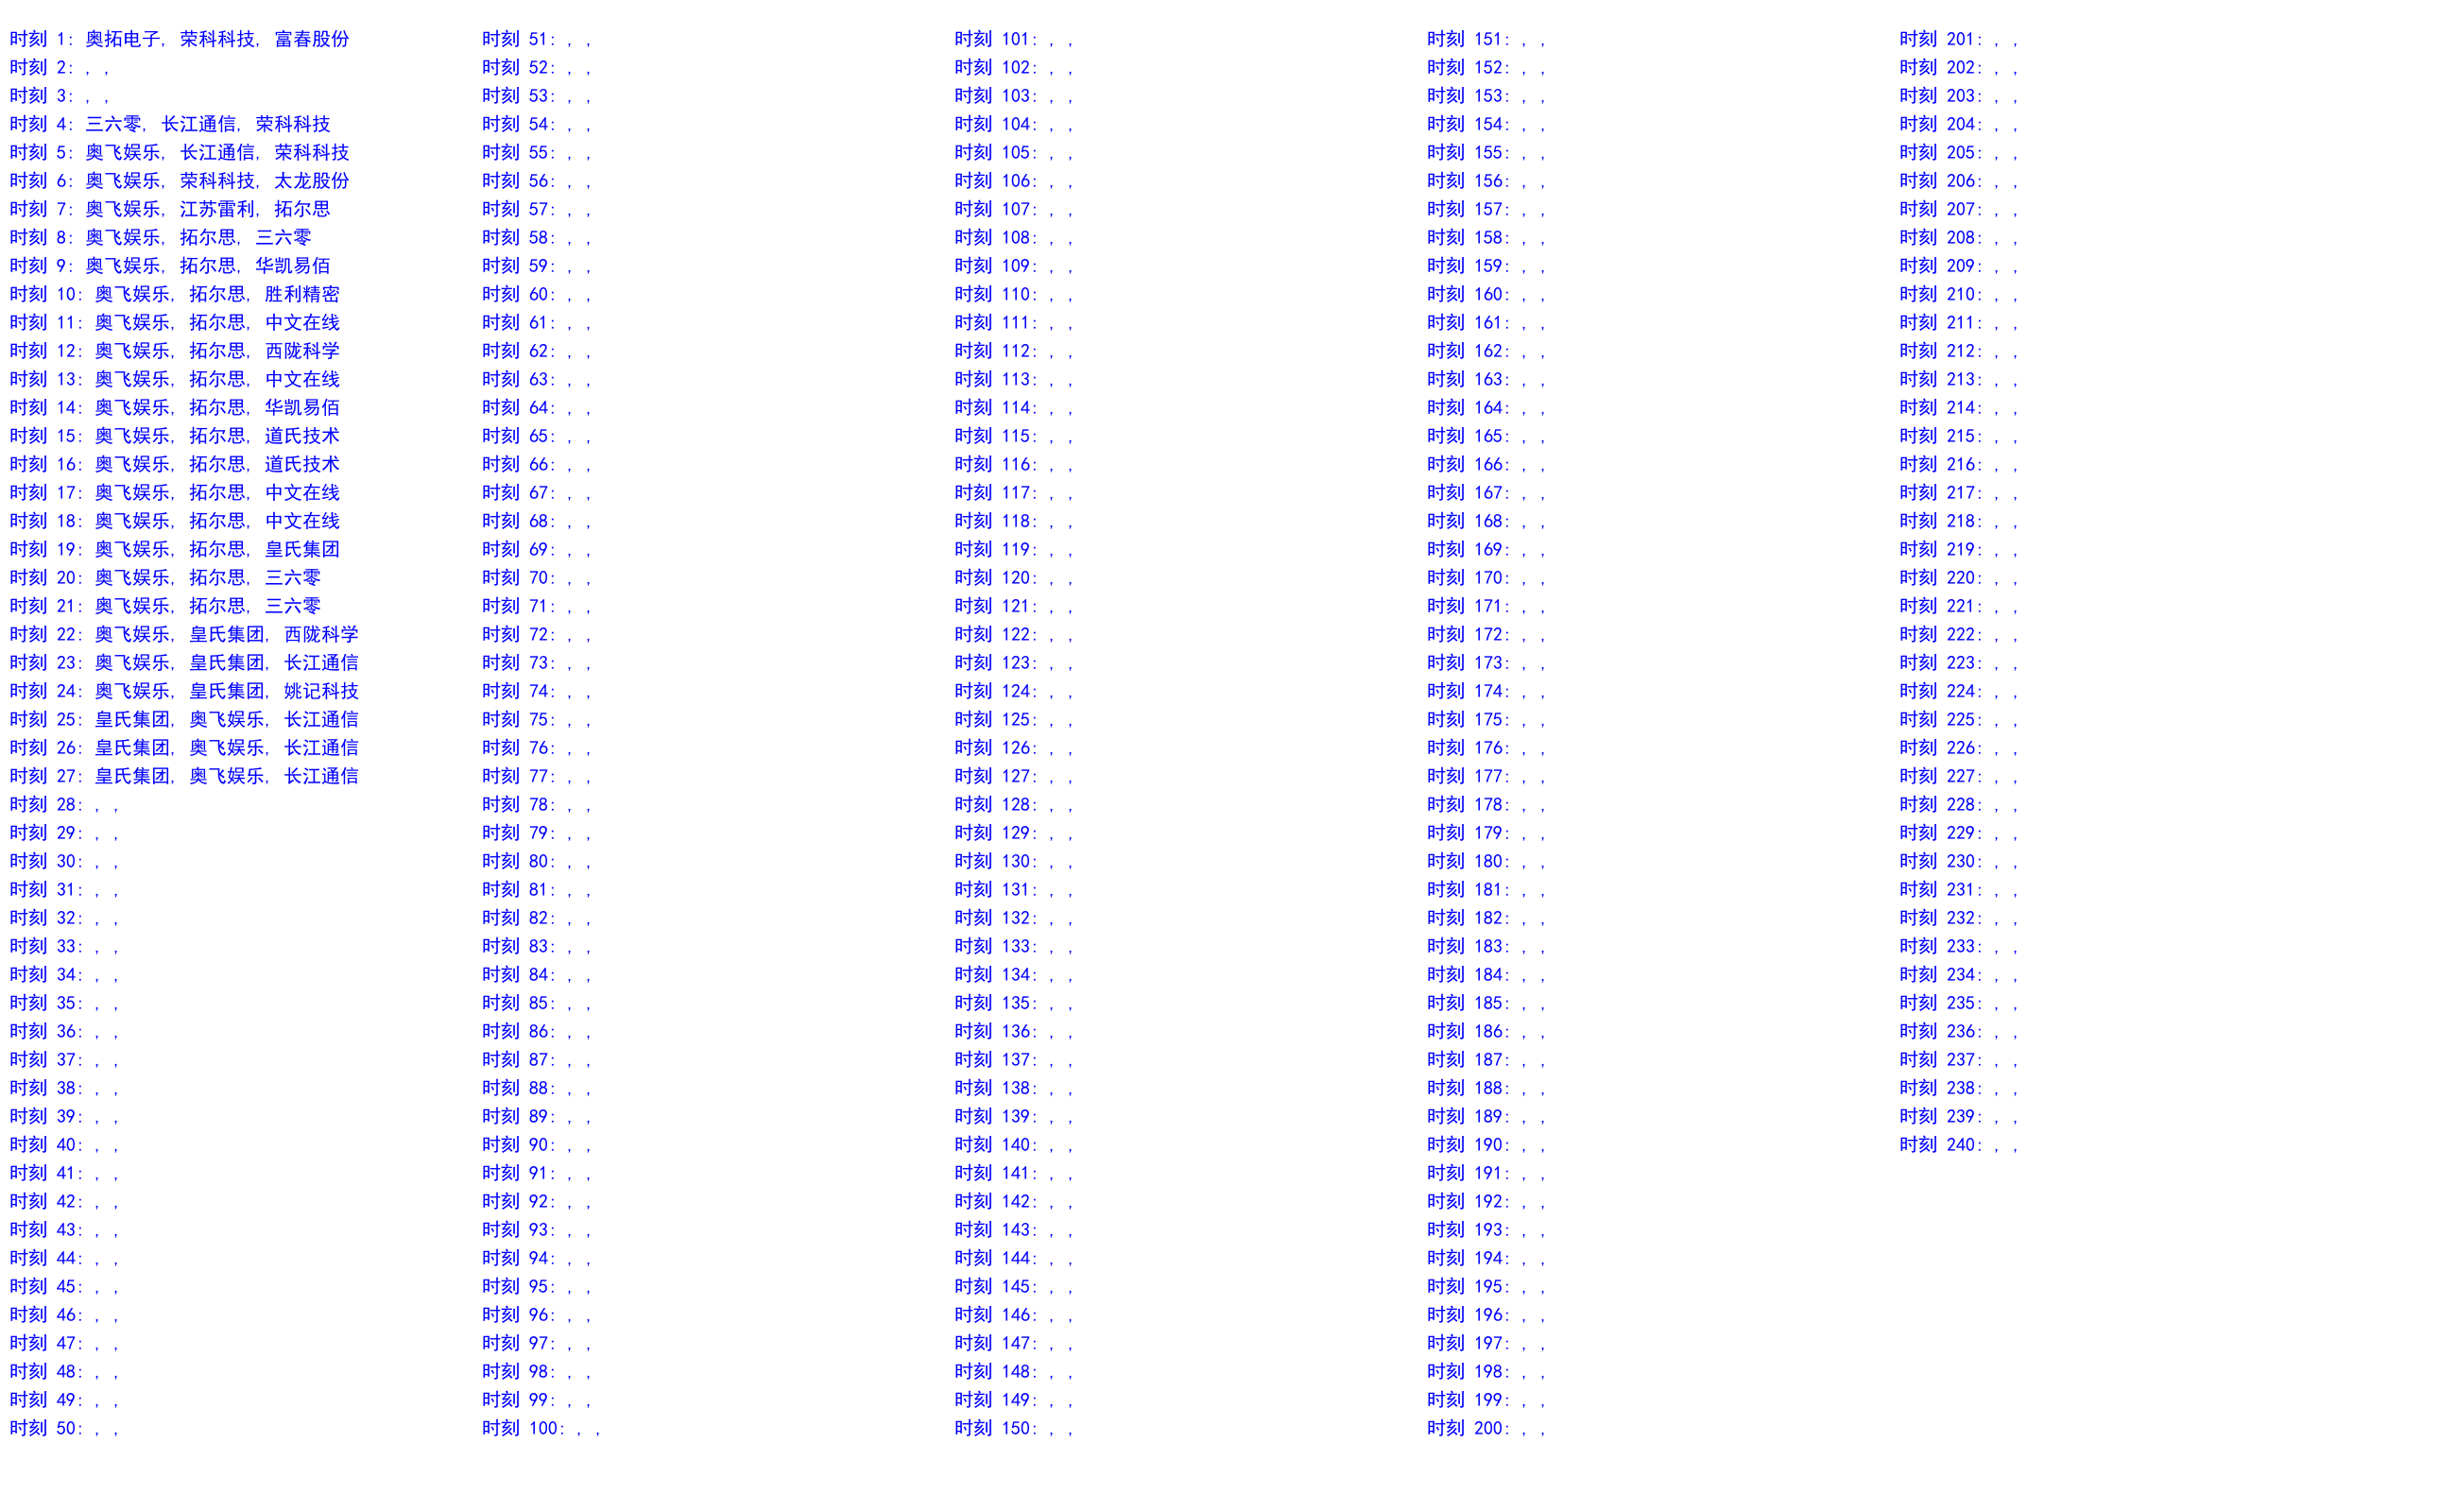 时刻 1: 奥拓电子, 荣科科技, 富春股份
时刻 2: , ,
时刻 3: , ,
时刻 4: 三六零, 长江通信, 荣科科技
时刻 5: 奥飞娱乐, 长江通信, 荣科科技
时刻 6: 奥飞娱乐, 荣科科技, 太龙股份
时刻 7: 奥飞娱乐, 江苏雷利, 拓尔思
时刻 8: 奥飞娱乐, 拓尔思, 三六零
时刻 9: 奥飞娱乐, 拓尔思, 华凯易佰
时刻 10: 奥飞娱乐, 拓尔思, 胜利精密
时刻 11: 奥飞娱乐, 拓尔思, 中文在线
时刻 12: 奥飞娱乐, 拓尔思, 西陇科学
时刻 13: 奥飞娱乐, 拓尔思, 中文在线
时刻 14: 奥飞娱乐, 拓尔思, 华凯易佰
时刻 15: 奥飞娱乐, 拓尔思, 道氏技术
时刻 16: 奥飞娱乐, 拓尔思, 道氏技术
时刻 17: 奥飞娱乐, 拓尔思, 中文在线
时刻 18: 奥飞娱乐, 拓尔思, 中文在线
时刻 19: 奥飞娱乐, 拓尔思, 皇氏集团
时刻 20: 奥飞娱乐, 拓尔思, 三六零
时刻 21: 奥飞娱乐, 拓尔思, 三六零
时刻 22: 奥飞娱乐, 皇氏集团, 西陇科学
时刻 23: 奥飞娱乐, 皇氏集团, 长江通信
时刻 24: 奥飞娱乐, 皇氏集团, 姚记科技
时刻 25: 皇氏集团, 奥飞娱乐, 长江通信
时刻 26: 皇氏集团, 奥飞娱乐, 长江通信
时刻 27: 皇氏集团, 奥飞娱乐, 长江通信
时刻 28: , ,
时刻 29: , ,
时刻 30: , ,
时刻 31: , ,
时刻 32: , ,
时刻 33: , ,
时刻 34: , ,
时刻 35: , ,
时刻 36: , ,
时刻 37: , ,
时刻 38: , ,
时刻 39: , ,
时刻 40: , ,
时刻 41: , ,
时刻 42: , ,
时刻 43: , ,
时刻 44: , ,
时刻 45: , ,
时刻 46: , ,
时刻 47: , ,
时刻 48: , ,
时刻 49: , ,
时刻 50: , ,
时刻 51: , ,
时刻 52: , ,
时刻 53: , ,
时刻 54: , ,
时刻 55: , ,
时刻 56: , ,
时刻 57: , ,
时刻 58: , ,
时刻 59: , ,
时刻 60: , ,
时刻 61: , ,
时刻 62: , ,
时刻 63: , ,
时刻 64: , ,
时刻 65: , ,
时刻 66: , ,
时刻 67: , ,
时刻 68: , ,
时刻 69: , ,
时刻 70: , ,
时刻 71: , ,
时刻 72: , ,
时刻 73: , ,
时刻 74: , ,
时刻 75: , ,
时刻 76: , ,
时刻 77: , ,
时刻 78: , ,
时刻 79: , ,
时刻 80: , ,
时刻 81: , ,
时刻 82: , ,
时刻 83: , ,
时刻 84: , ,
时刻 85: , ,
时刻 86: , ,
时刻 87: , ,
时刻 88: , ,
时刻 89: , ,
时刻 90: , ,
时刻 91: , ,
时刻 92: , ,
时刻 93: , ,
时刻 94: , ,
时刻 95: , ,
时刻 96: , ,
时刻 97: , ,
时刻 98: , ,
时刻 99: , ,
时刻 100: , ,
时刻 101: , ,
时刻 102: , ,
时刻 103: , ,
时刻 104: , ,
时刻 105: , ,
时刻 106: , ,
时刻 107: , ,
时刻 108: , ,
时刻 109: , ,
时刻 110: , ,
时刻 111: , ,
时刻 112: , ,
时刻 113: , ,
时刻 114: , ,
时刻 115: , ,
时刻 116: , ,
时刻 117: , ,
时刻 118: , ,
时刻 119: , ,
时刻 120: , ,
时刻 121: , ,
时刻 122: , ,
时刻 123: , ,
时刻 124: , ,
时刻 125: , ,
时刻 126: , ,
时刻 127: , ,
时刻 128: , ,
时刻 129: , ,
时刻 130: , ,
时刻 131: , ,
时刻 132: , ,
时刻 133: , ,
时刻 134: , ,
时刻 135: , ,
时刻 136: , ,
时刻 137: , ,
时刻 138: , ,
时刻 139: , ,
时刻 140: , ,
时刻 141: , ,
时刻 142: , ,
时刻 143: , ,
时刻 144: , ,
时刻 145: , ,
时刻 146: , ,
时刻 147: , ,
时刻 148: , ,
时刻 149: , ,
时刻 150: , ,
时刻 151: , ,
时刻 152: , ,
时刻 153: , ,
时刻 154: , ,
时刻 155: , ,
时刻 156: , ,
时刻 157: , ,
时刻 158: , ,
时刻 159: , ,
时刻 160: , ,
时刻 161: , ,
时刻 162: , ,
时刻 163: , ,
时刻 164: , ,
时刻 165: , ,
时刻 166: , ,
时刻 167: , ,
时刻 168: , ,
时刻 169: , ,
时刻 170: , ,
时刻 171: , ,
时刻 172: , ,
时刻 173: , ,
时刻 174: , ,
时刻 175: , ,
时刻 176: , ,
时刻 177: , ,
时刻 178: , ,
时刻 179: , ,
时刻 180: , ,
时刻 181: , ,
时刻 182: , ,
时刻 183: , ,
时刻 184: , ,
时刻 185: , ,
时刻 186: , ,
时刻 187: , ,
时刻 188: , ,
时刻 189: , ,
时刻 190: , ,
时刻 191: , ,
时刻 192: , ,
时刻 193: , ,
时刻 194: , ,
时刻 195: , ,
时刻 196: , ,
时刻 197: , ,
时刻 198: , ,
时刻 199: , ,
时刻 200: , ,
时刻 201: , ,
时刻 202: , ,
时刻 203: , ,
时刻 204: , ,
时刻 205: , ,
时刻 206: , ,
时刻 207: , ,
时刻 208: , ,
时刻 209: , ,
时刻 210: , ,
时刻 211: , ,
时刻 212: , ,
时刻 213: , ,
时刻 214: , ,
时刻 215: , ,
时刻 216: , ,
时刻 217: , ,
时刻 218: , ,
时刻 219: , ,
时刻 220: , ,
时刻 221: , ,
时刻 222: , ,
时刻 223: , ,
时刻 224: , ,
时刻 225: , ,
时刻 226: , ,
时刻 227: , ,
时刻 228: , ,
时刻 229: , ,
时刻 230: , ,
时刻 231: , ,
时刻 232: , ,
时刻 233: , ,
时刻 234: , ,
时刻 235: , ,
时刻 236: , ,
时刻 237: , ,
时刻 238: , ,
时刻 239: , ,
时刻 240: , ,